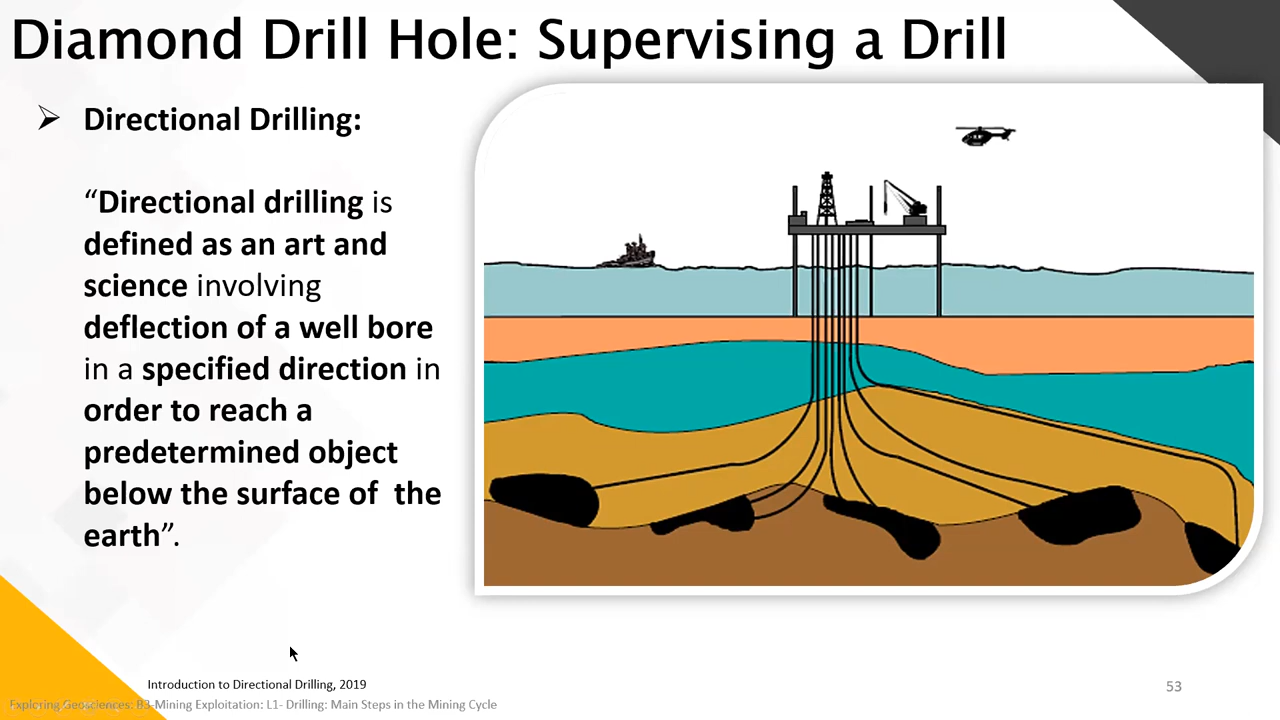 Diamond Drill Hole: Supervising a Drill
Directional Drilling:
“Directional drilling is
defined as an art and
science involving
deflection of a well bore
in a specified direction in
order to reach a
predetermined object
below the surface of the
earth”.
Introduction to Directional Drilling, 2019
53
Exploring Geosciences: B3-Mining Exploitation: L1- Drilling: Main Steps in the Mining Cycle